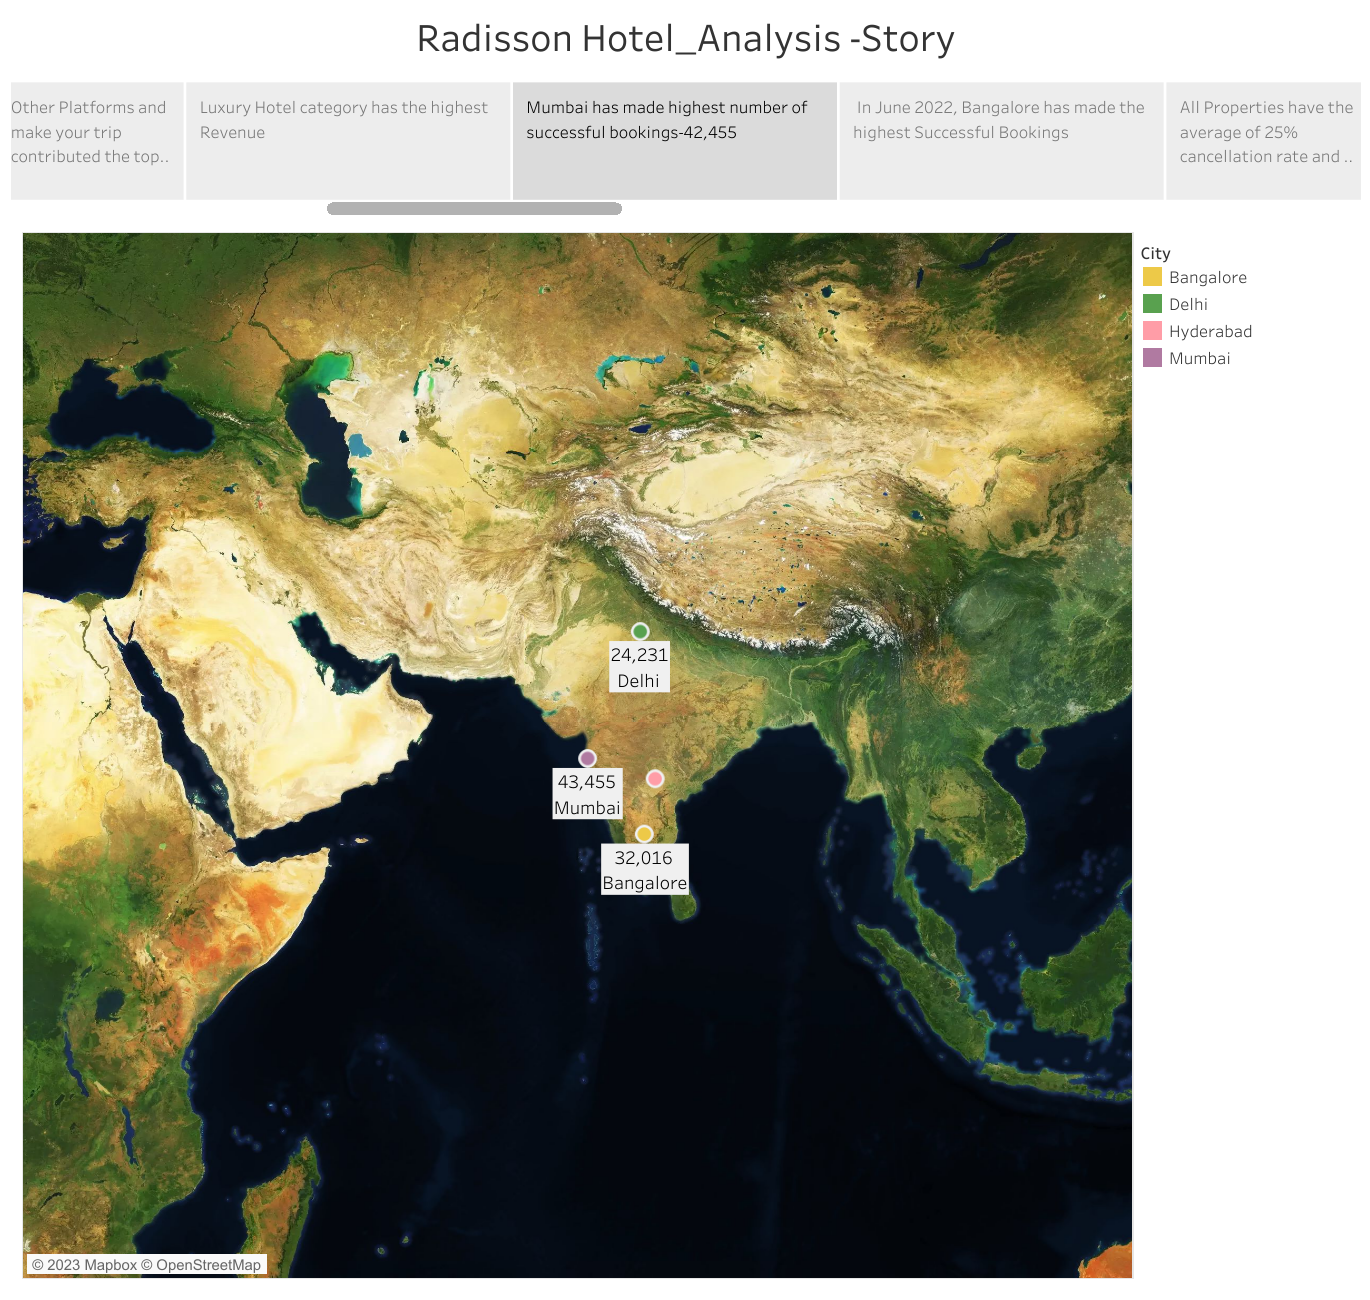 Radisson Hotel_Analysis -Story
Other Platforms and
make your trip
contributed the top..
Luxury Hotel category has the highest
Revenue
Mumbai has made highest number of
successful bookings-42,455
In June 2022, Bangalore has made the
highest Successful Bookings
All Properties have the
average of 25%
cancellation rate and ..
City
Bangalore
Delhi
Hyderabad
Mumbai
24,231
Delhi
43,455
Mumbai
32,016
Bangalore
© 2023 Mapbox © OpenStreetMap